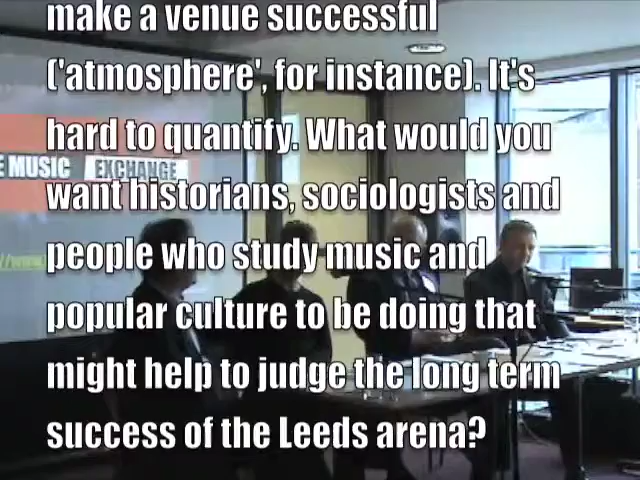 make a venue successful
('atmosphere', for instance). It's
hard to quantify. What would you
E MUSIC EXCHANGE
want historians, sociologists and
people who study music and
://www.
popular culture to be doing that
might help to judge the long term
success of the Leeds arena?